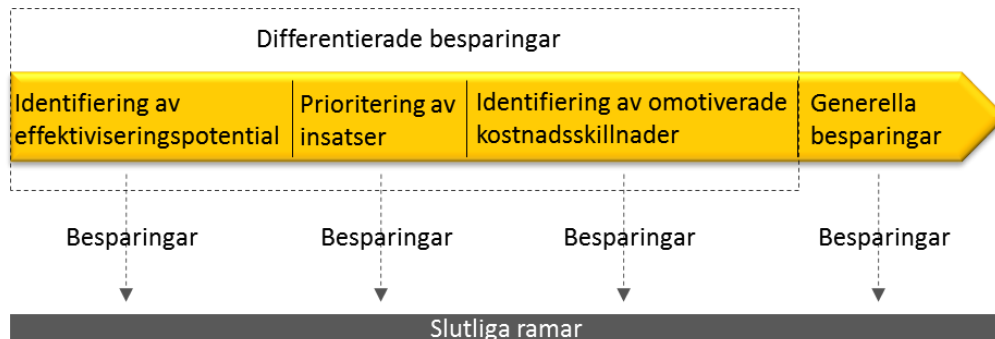 Differentierade besparingar
Identifiering av
effektiviseringspotential
Prioritering av
insatser
Identifiering av omotiverade
kostnadsskillnader
Generella
besparingar
Besparingar
Besparingar
Besparingar
Besparingar
Slutliga ramar